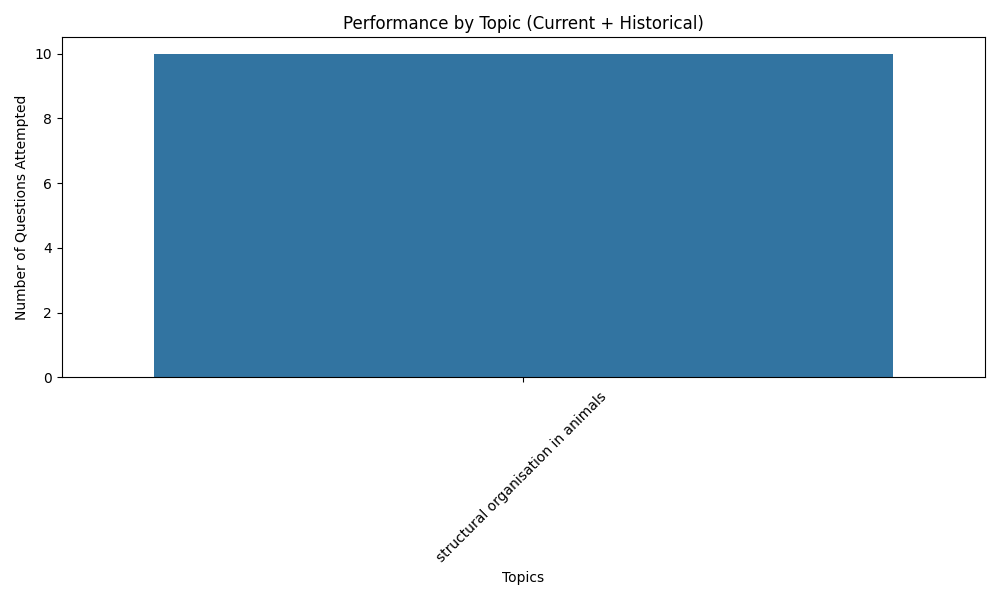 Performance by Topic (Current + Historical)
Number of Questions Attempted
10
8
6
4
2
0
structural organisation in animals
Topics